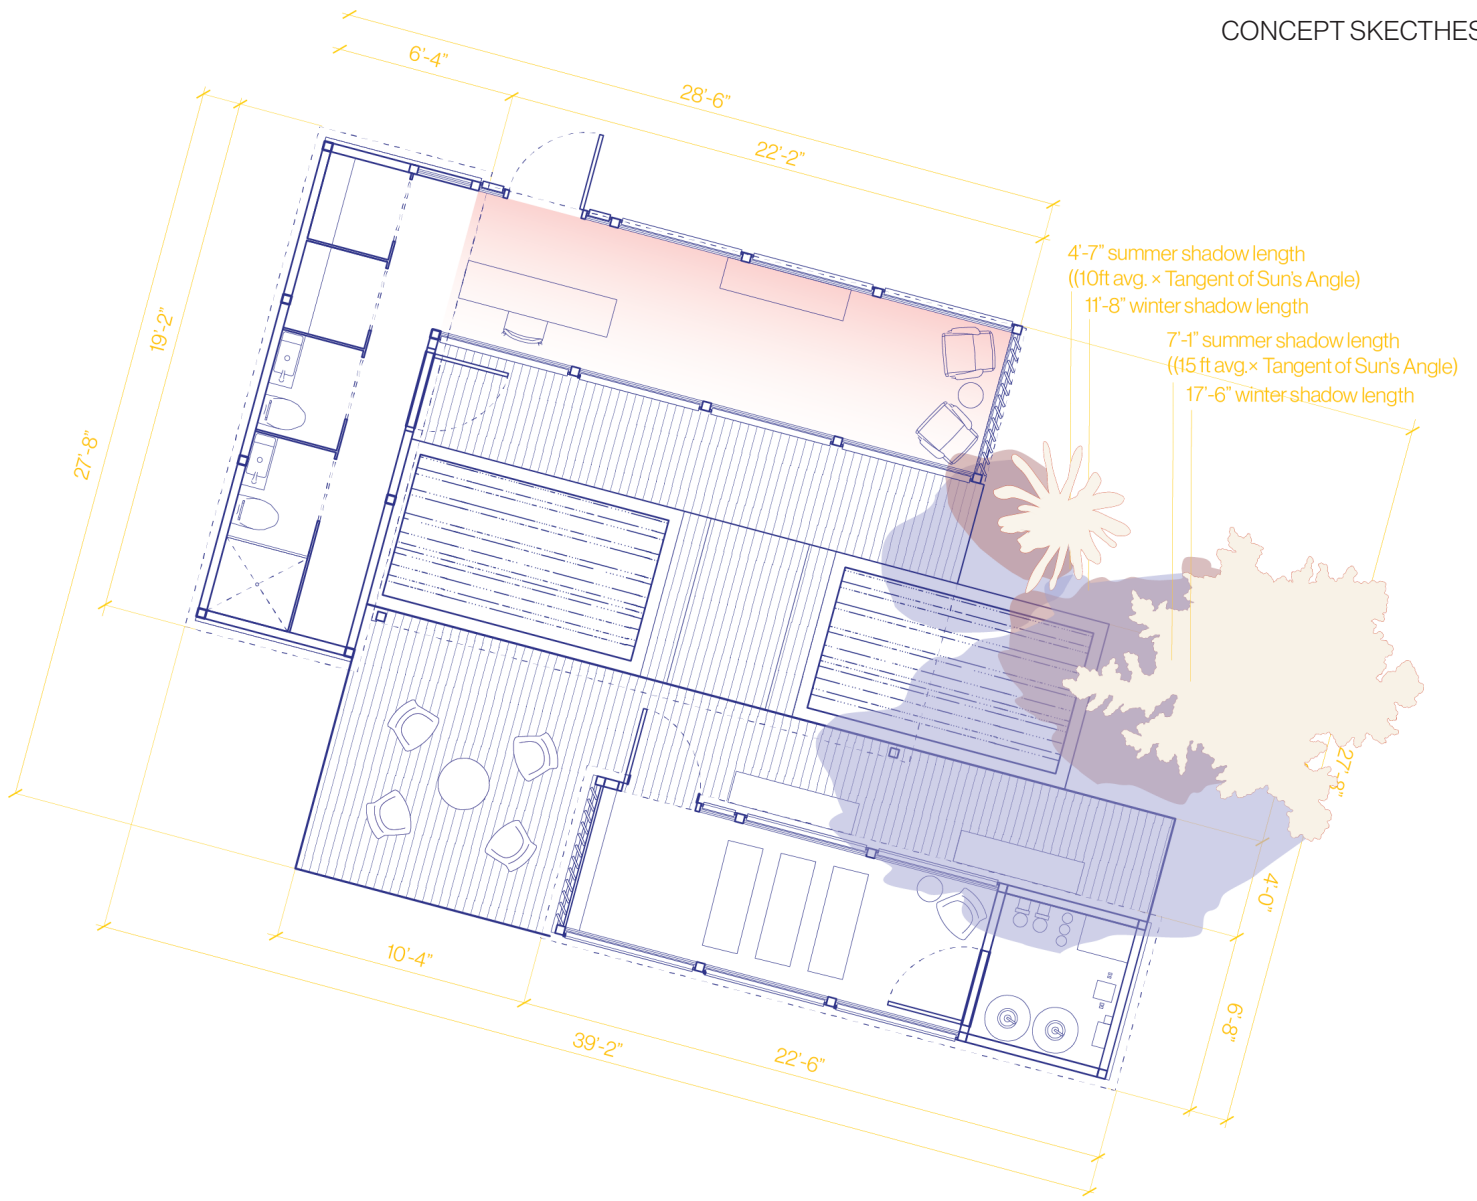 CONCEPT SKECTHES
6'-4"
28'-6"
22'-2"
4'-7" summer shadow length
((10ft avg. × Tangent of Sun's Angle)
11'-8" winter shadow length
7'-1" summer shadow length
((15 ft avg.× Tangent of Sun's Angle)
17'-6" winter shadow length
19'-2"
27'-8"
27'-8"
4'-0"
6'-8"
10'-4"
39'-2"
22'-6"